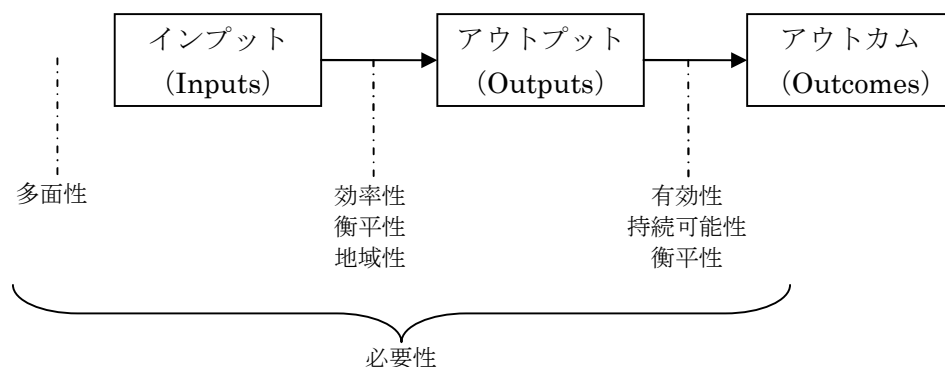 インプット
(Inputs)
アウトプット
(Outputs)
アウトカム
(Outcomes)
多面性
効率性
衡平性
地域性
有効性
持続可能性
衡平性
必要性